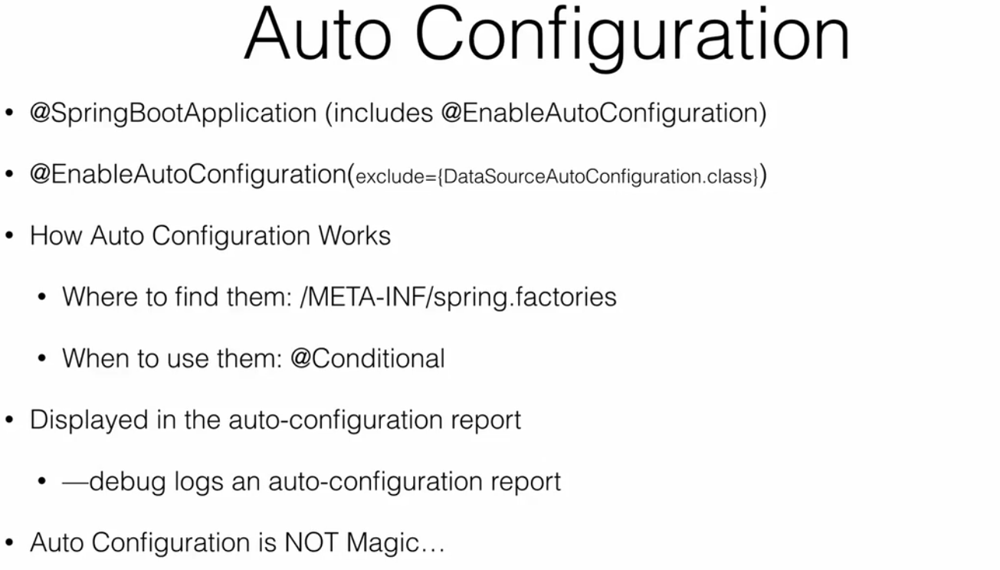 Auto Configuration
• @SpringBootApplication (includes @EnableAutoConfiguration)
• @EnableAutoConfiguration(exclude={DataSourceAutoConfiguration.class})
• How Auto Configuration Works
• Where to find them: /META-INF/spring.factories
• When to use them: @Conditional
• Displayed in the auto-configuration report
• —debug logs an auto-configuration report
• Auto Configuration is NOT Magic…